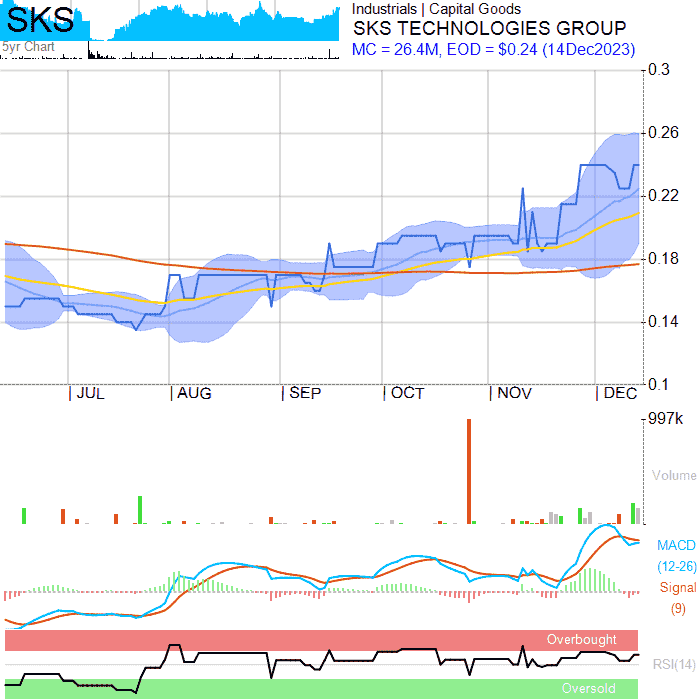 SKS
5yr Chart
Industrials | Capital Goods
SKS TECHNOLOGIES GROUP
MC = 26.4M, EOD = $0.24 (14Dec2023)
0.3
0.26
0.22
0.18
0.14
0.1
| JUL | AUG | SEP | OCT | NOV | DEC
997k
Volume
MACD
(12-26)
Signal
(9)
Overbought
RSI(14)
Oversold